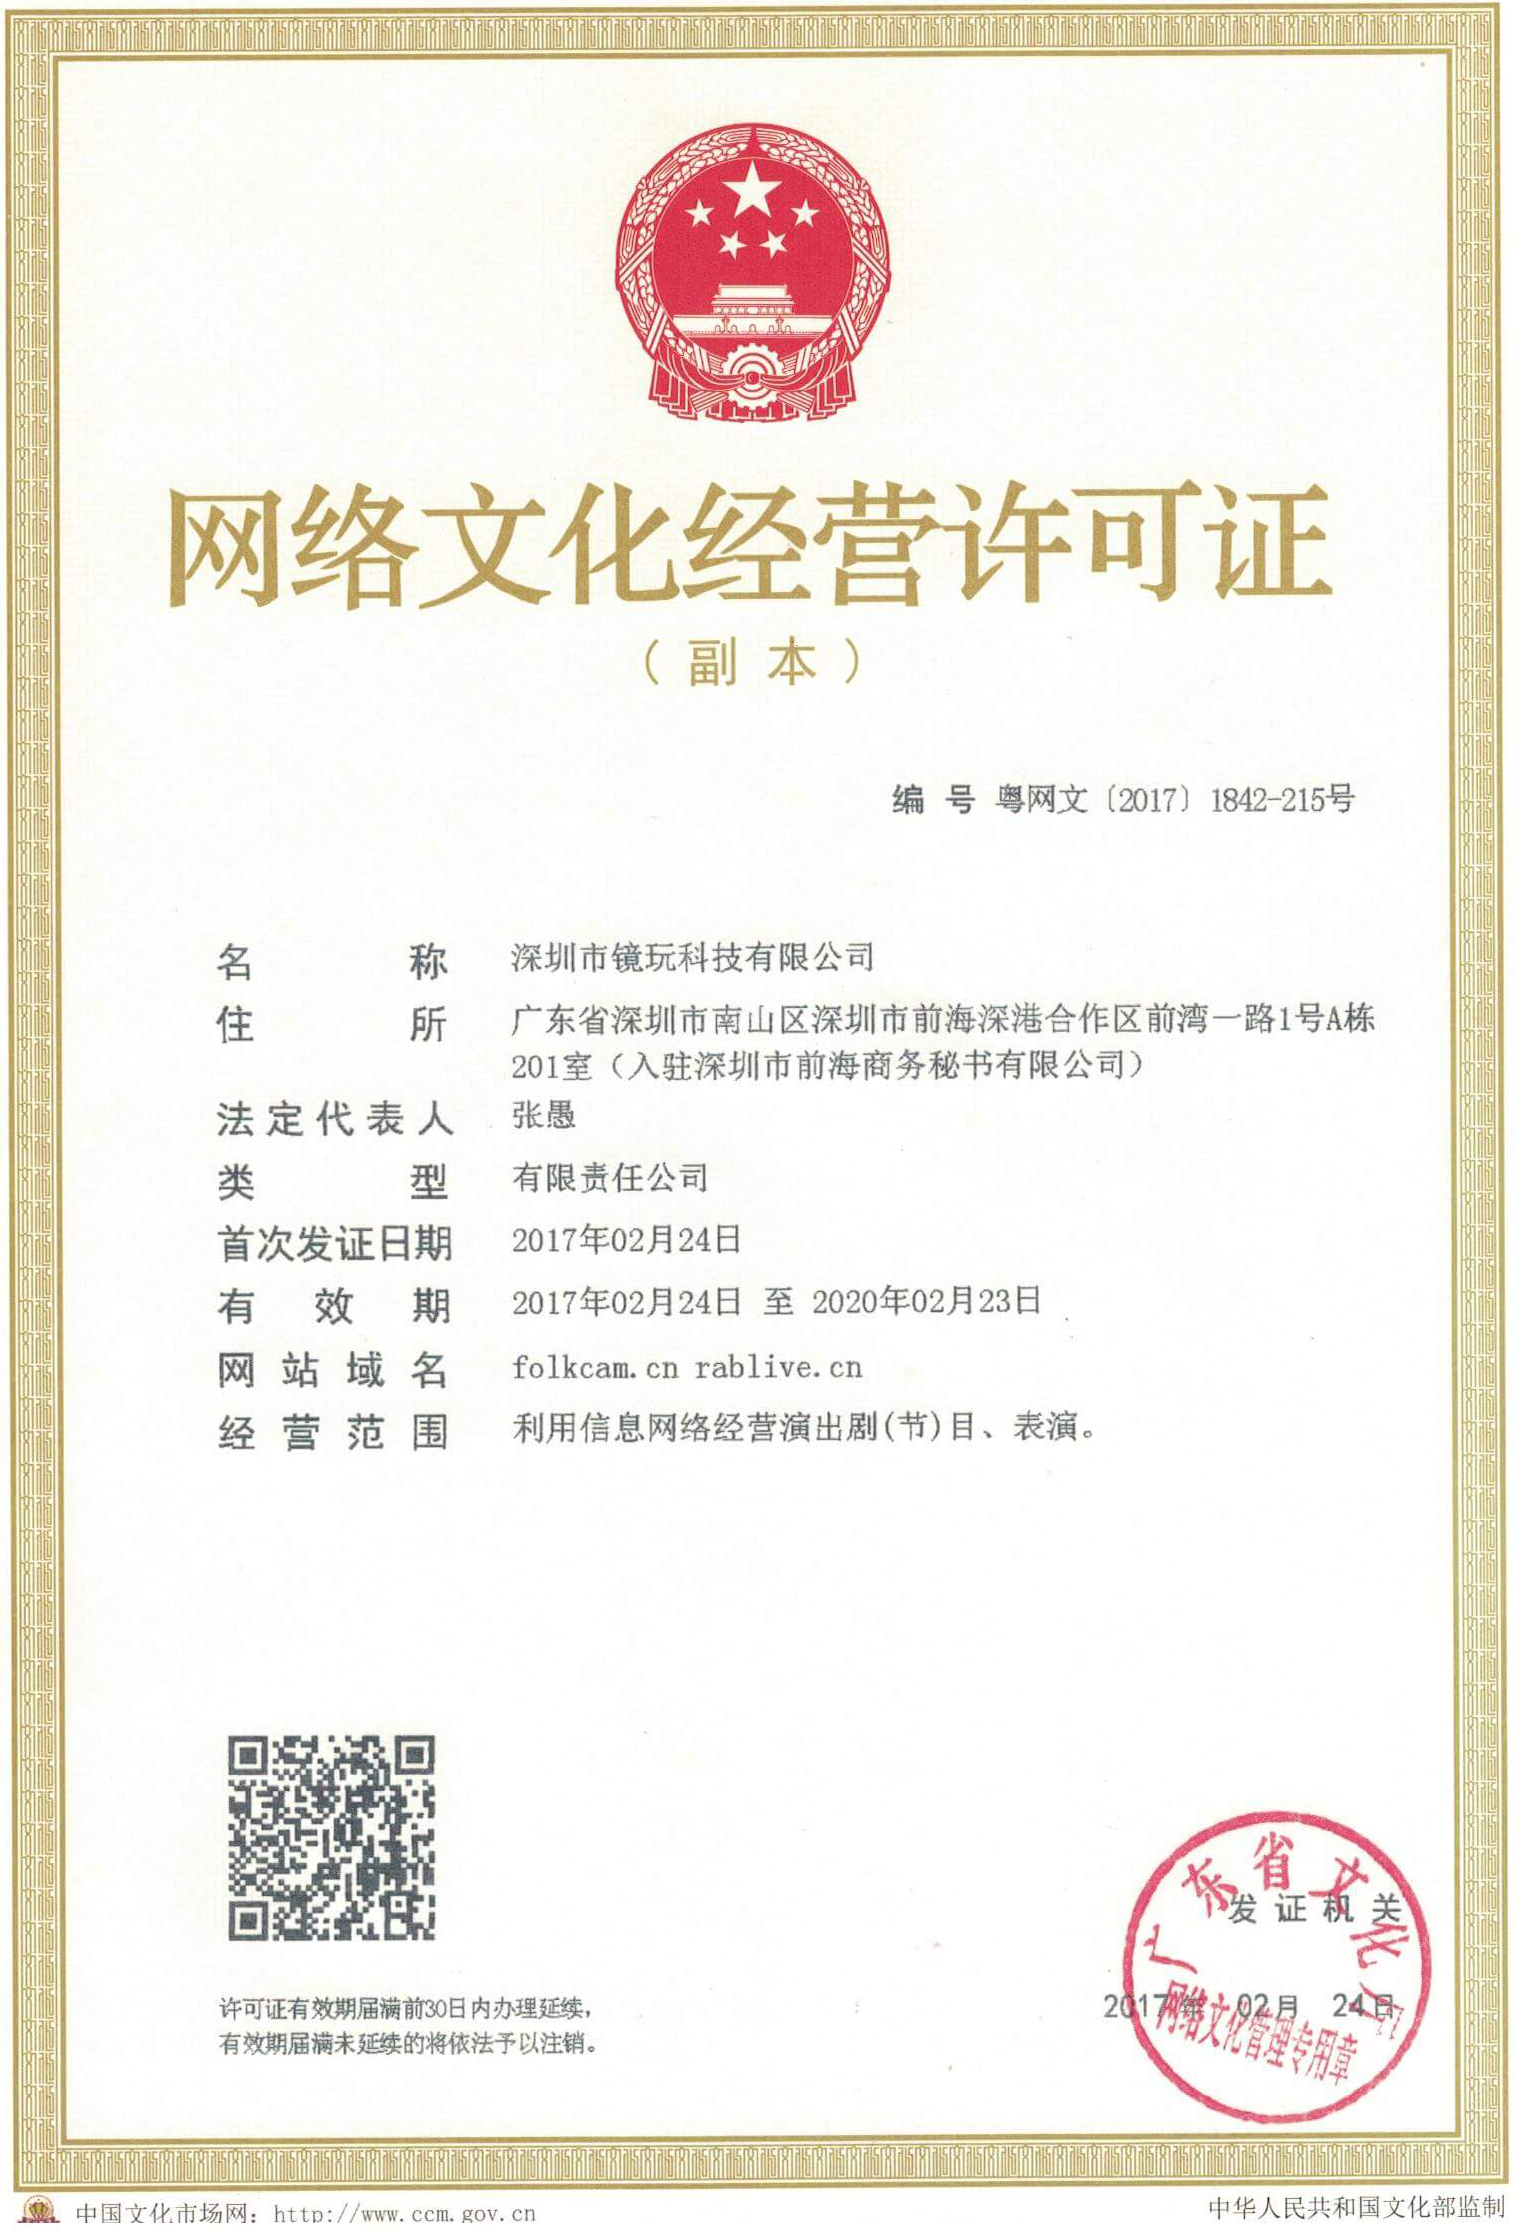 网络文化经营许可证
（副本）
编 号 粤网文〔2017〕1842-215号
名 称 深圳市镜玩科技有限公司
住 所 广东省深圳市南山区深圳市前海深港合作区前湾一路1号A栋
201室（入驻深圳市前海商务秘书有限公司）
法定代表人 张愚
类 型 有限责任公司
首次发证日期 2017年02月24日
有 效 期 2017年02月24日 至 2020年02月23日
网站域名 folkcam.cn rablive.cn
经营范围 利用信息网络经营演出剧(节)目、表演。
广东省文化厅
发证机关
2017年 02月 24日
网络文化管理专用章
许可证有效期届满前30日内办理延续，
有效期届满未延续的将依法予以注销。
中国文化市场网：http://www.ccm.gov.cn
中华人民共和国文化部监制